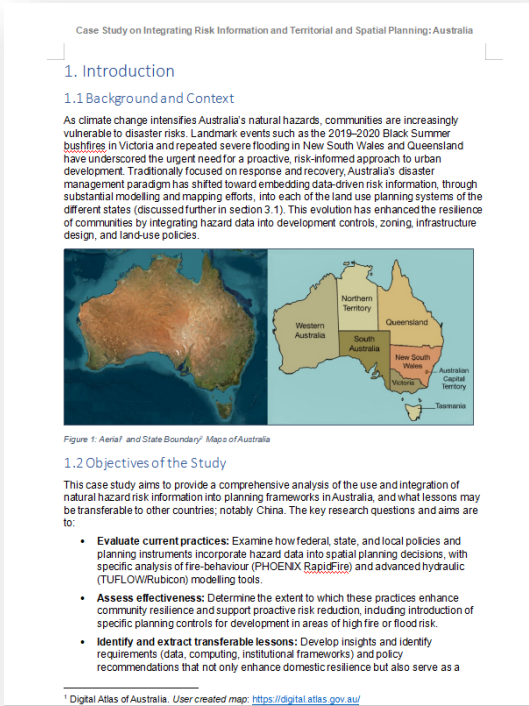 Case Study on Integrating Risk Information and Territorial and Spatial Planning: Australia
1. Introduction
1.1 Background and Context
As climate change intensifies Australia's natural hazards, communities are increasingly
vulnerable to disaster risks. Landmark events such as the 2019–2020 Black Summer
bushfires in Victoria and repeated severe flooding in New South Wales and Queensland
have underscored the urgent need for a proactive, risk-informed approach to urban
development. Traditionally focused on response and recovery, Australia's disaster
management paradigm has shifted toward embedding data-driven risk information, through
substantial modelling and mapping efforts, into each of the land use planning systems of the
different states (discussed further in section 3.1). This evolution has enhanced the resilience
of communities by integrating hazard data into development controls, zoning, infrastructure
design, and land-use policies.
Northern
Territory
Western
Australia
Queensland
South
Australia
New South
Wales
Australian
Capital
Territory
Victoria
Tasmania
Figure 1: Aerial¹ and State Boundary² Maps of Australia
1.2 Objectives of the Study
This case study aims to provide a comprehensive analysis of the use and integration of
natural hazard risk information into planning frameworks in Australia, and what lessons may
be transferable to other countries; notably China. The key research questions and aims are
to:
• Evaluate current practices: Examine how federal, state, and local policies and
planning instruments incorporate hazard data into spatial planning decisions, with
specific analysis of fire-behaviour (PHOENIX RapidFire) and advanced hydraulic
(TUFLOW/Rubicon) modelling tools.
• Assess effectiveness: Determine the extent to which these practices enhance
community resilience and support proactive risk reduction, including introduction of
specific planning controls for development in areas of high fire or flood risk.
• Identify and extract transferable lessons: Develop insights and identify
requirements (data, computing, institutional frameworks) and policy
recommendations that not only enhance domestic resilience but also serve as a
¹ Digital Atlas of Australia. User created map: https://digital.atlas.gov.au/